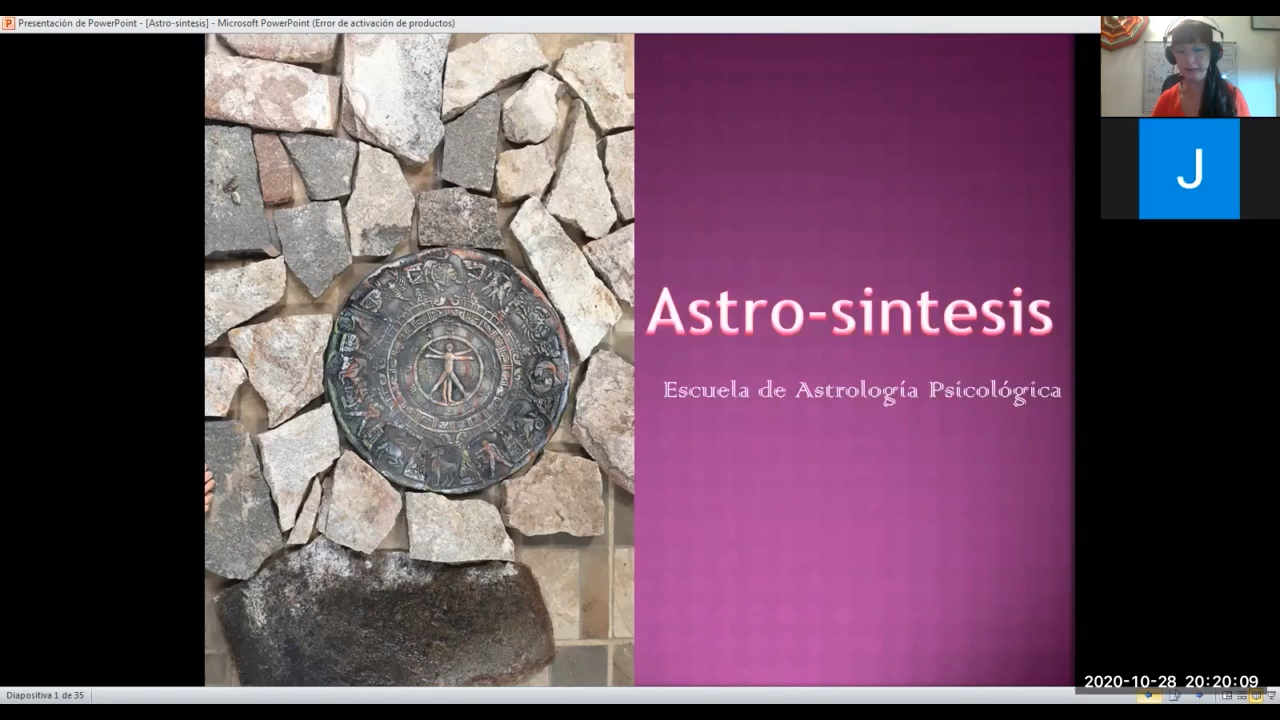 Presentación de PowerPoint - [Astro-sintesis] - Microsoft PowerPoint (Error de activación de productos)
J
Astro-sintesis
Escuela de Astrología Psicológica
2020-10-28 20:20:09
Diapositiva 1 de 35